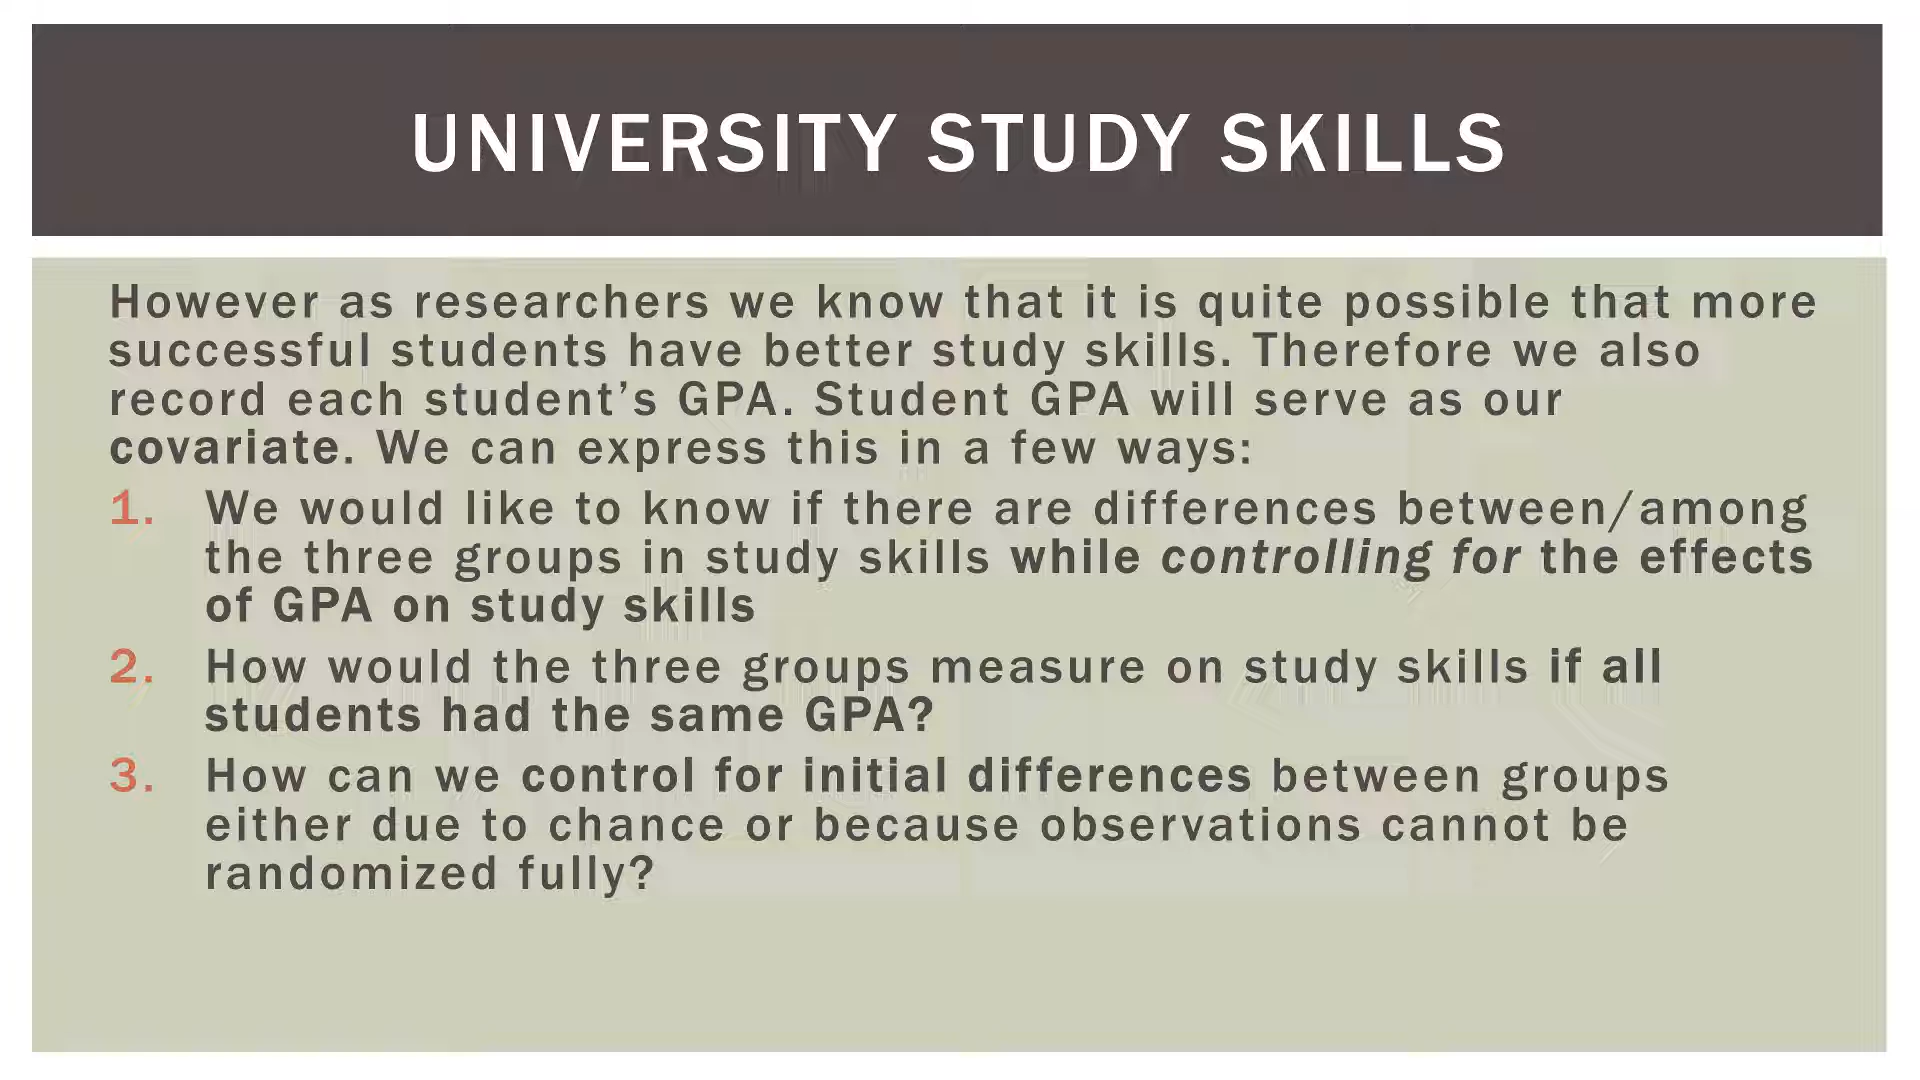 UNIVERSITY STUDY SKILLS
However as researchers we know that it is quite possible that more
successful students have better study skills. Therefore we also
record each student’s GPA. Student GPA will serve as our
covariate. We can express this in a few ways:
1. We would like to know if there are differences between/among
the three groups in study skills while controlling for the effects
of GPA on study skills
2. How would the three groups measure on study skills if all
students had the same GPA?
3. How can we control for initial differences between groups
either due to chance or because observations cannot be
randomized fully?